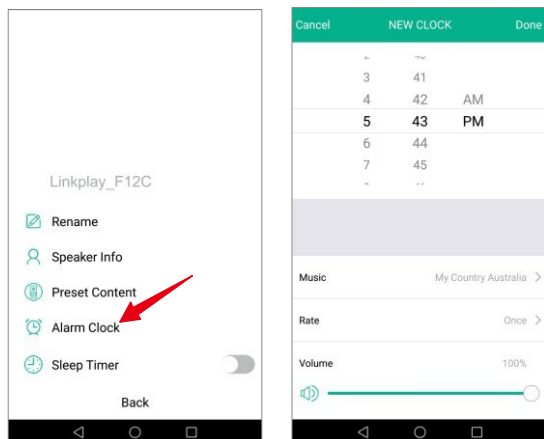 Linkplay_F12C
Rename
Speaker Info
Preset Content
Alarm Clock
Sleep Timer
Back
Cancel NEW CLOCK Done
3 41
4 42 AM
5 43 PM
6 44
7 45
Music My Country Australia >
Rate Once >
Volume 100%